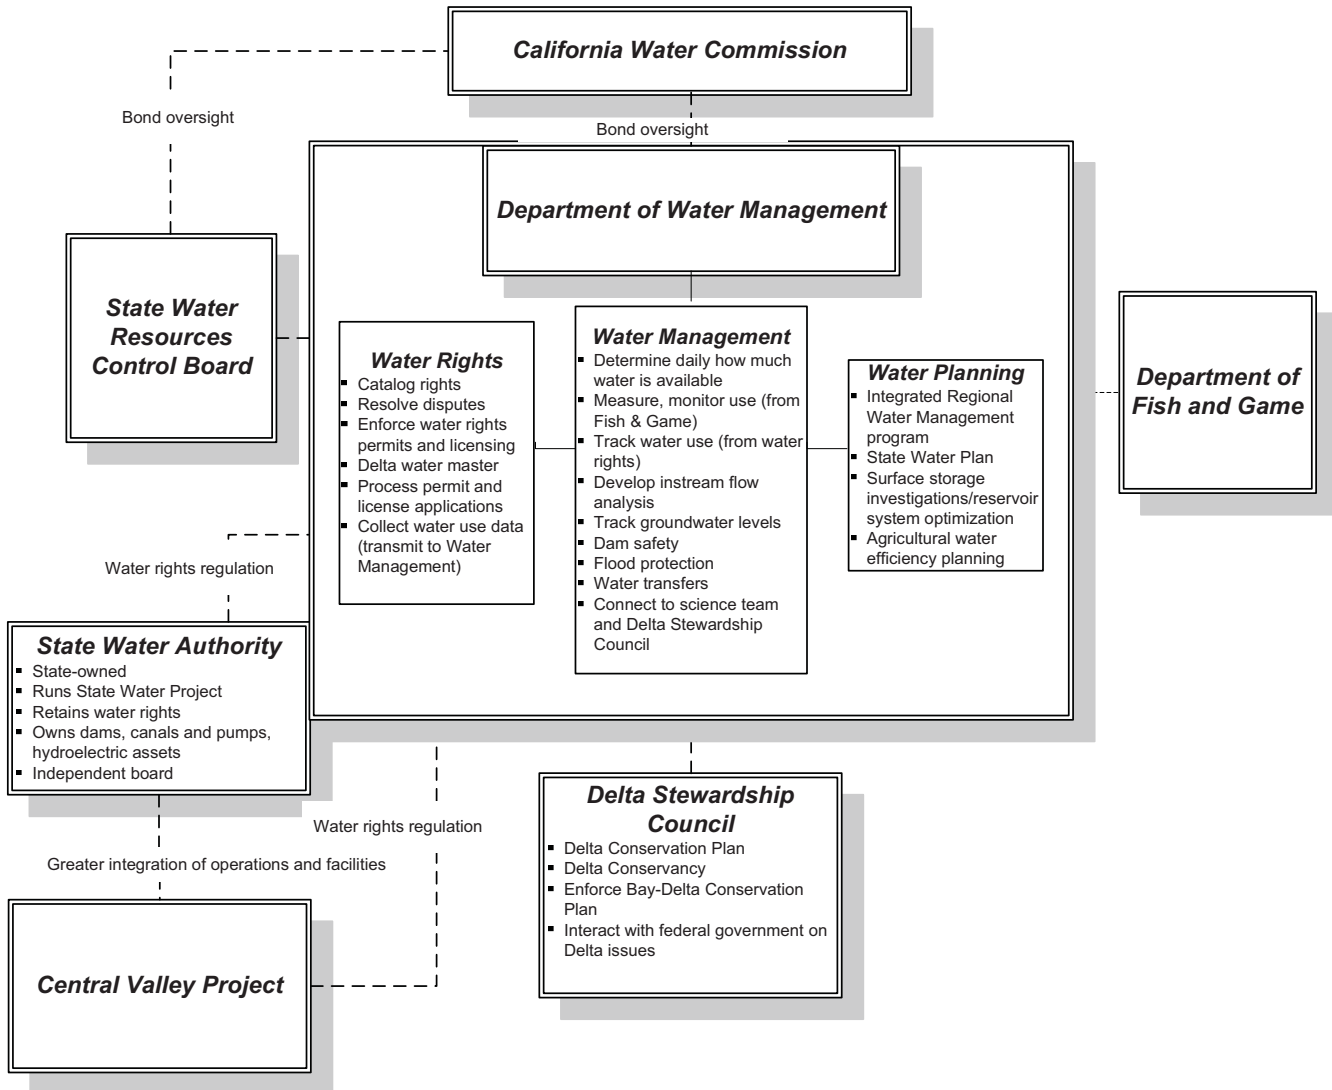 California Water Commission
Bond oversight
Bond oversight
Department of Water Management
State Water
Resources
Control Board
Water Rights
▪ Catalog rights
▪ Resolve disputes
▪ Enforce water rights
permits and licensing
▪ Delta water master
▪ Process permit and
license applications
▪ Collect water use data
(transmit to Water
Management)
Water Management
▪ Determine daily how much
water is available
▪ Measure, monitor use (from
Fish & Game)
▪ Track water use (from water
rights)
▪ Develop instream flow
analysis
▪ Track groundwater levels
▪ Dam safety
▪ Flood protection
▪ Water transfers
▪ Connect to science team
and Delta Stewardship
Council
Water Planning
▪ Integrated Regional
Water Management
program
▪ State Water Plan
▪ Surface storage
investigations/reservoir
system optimization
▪ Agricultural water
efficiency planning
Department of
Fish and Game
Water rights regulation
State Water Authority
▪ State-owned
▪ Runs State Water Project
▪ Retains water rights
▪ Owns dams, canals and pumps,
hydroelectric assets
▪ Independent board
Water rights regulation
Greater integration of operations and facilities
Central Valley Project
Delta Stewardship
Council
▪ Delta Conservation Plan
▪ Delta Conservancy
▪ Enforce Bay-Delta Conservation
Plan
▪ Interact with federal government on
Delta issues